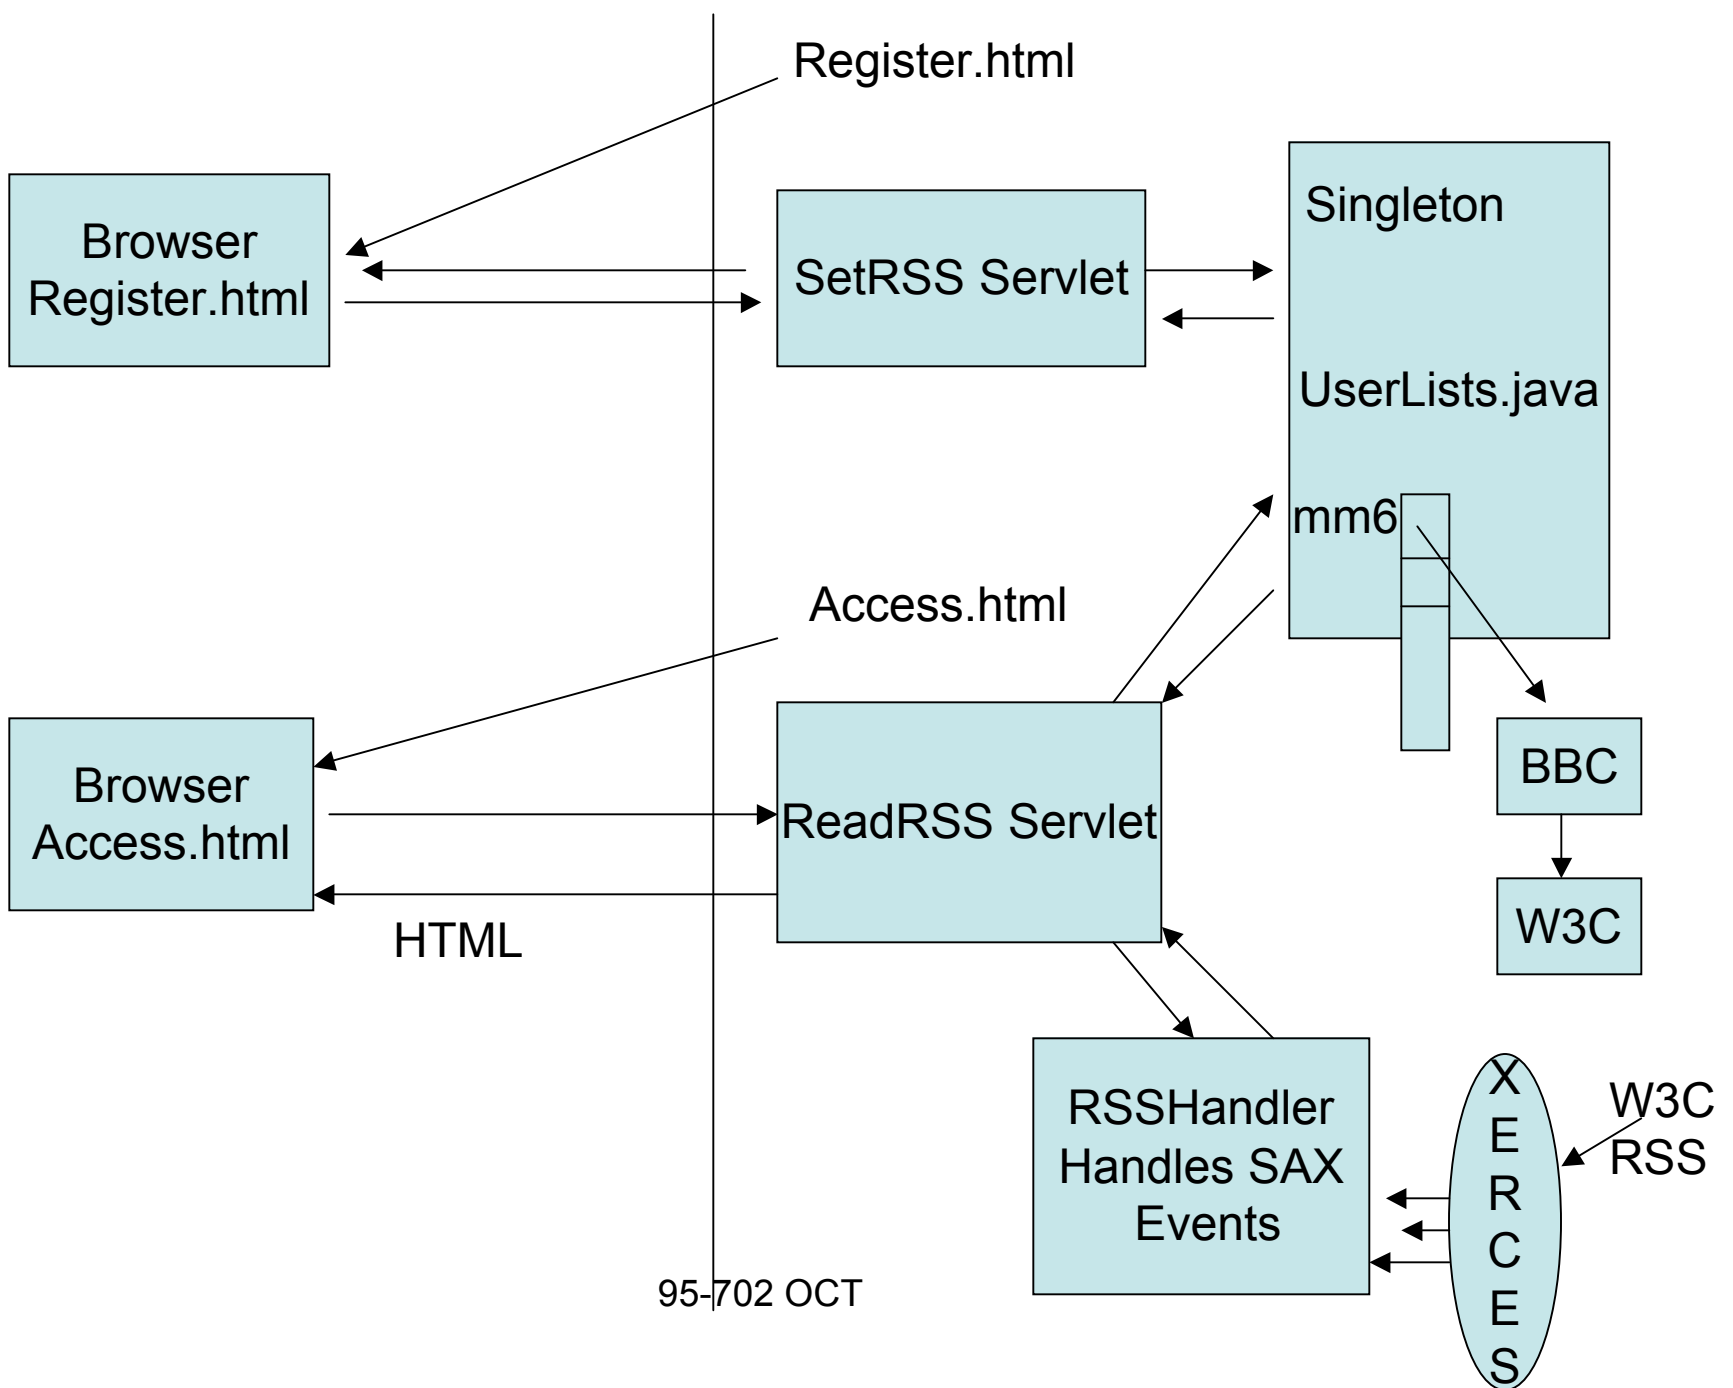 Register.html
Browser
Register.html
SetRSS Servlet
Singleton
UserLists.java
mm6
Access.html
Browser
Access.html
ReadRSS Servlet
HTML
BBC
W3C
RSSHandler
Handles SAX
Events
X
E
R
C
E
S
W3C
RSS
95-702 OCT